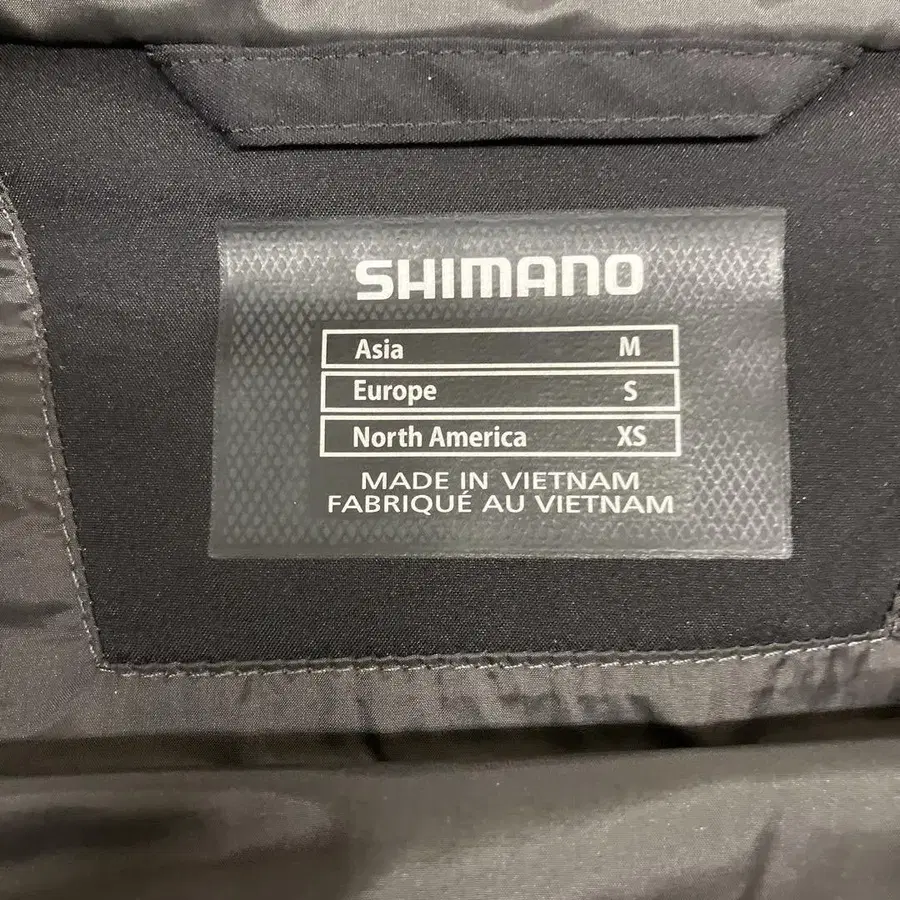 SHIMANO
Asia M
Europe S
North America XS
MADE IN VIETNAM
FABRIQUÉ AU VIETNAM